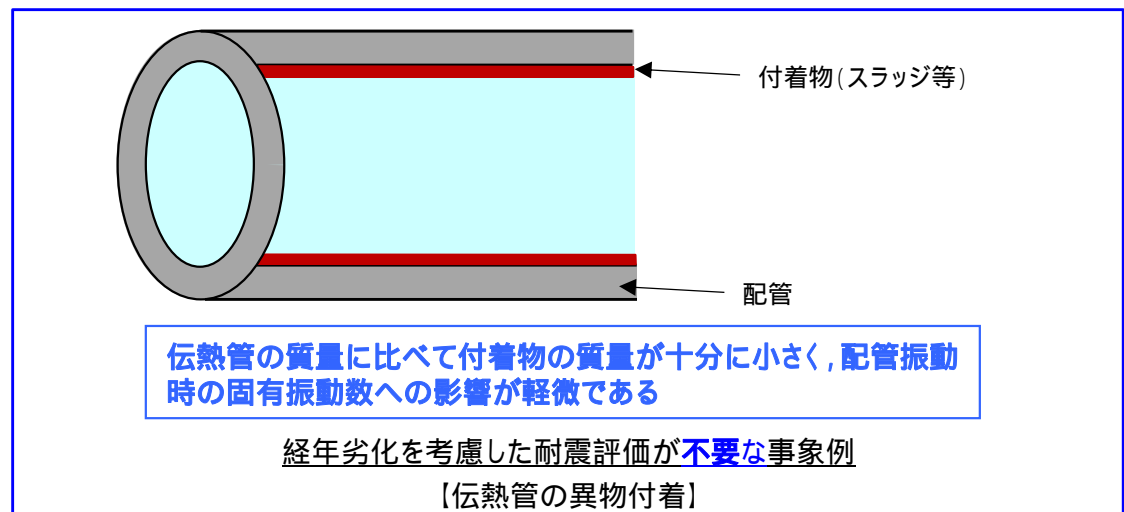 付着物(スラッジ等)
配管
伝熱管の質量に比べて付着物の質量が十分に小さく,配管振動
時の固有振動数への影響が軽微である
経年劣化を考慮した耐震評価が不要な事象例
【伝熱管の異物付着】